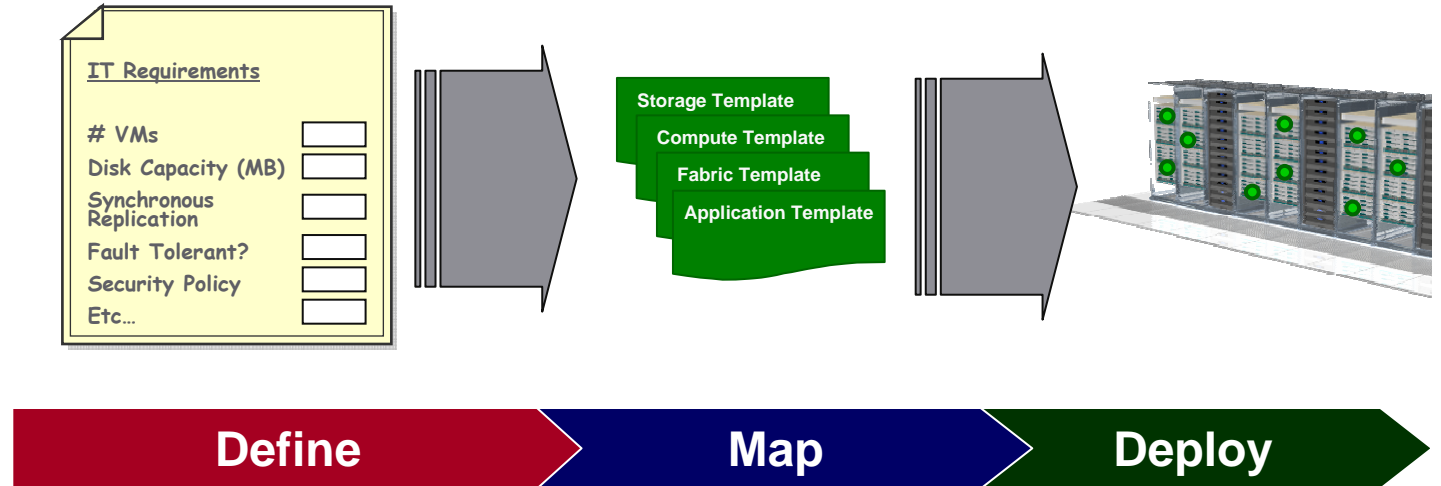 IT Requirements
# VMs
Disk Capacity (MB)
Synchronous
Replication
Fault Tolerant?
Security Policy
Etc…
Storage Template
Compute Template
Fabric Template
Application Template
Define
Map
Deploy